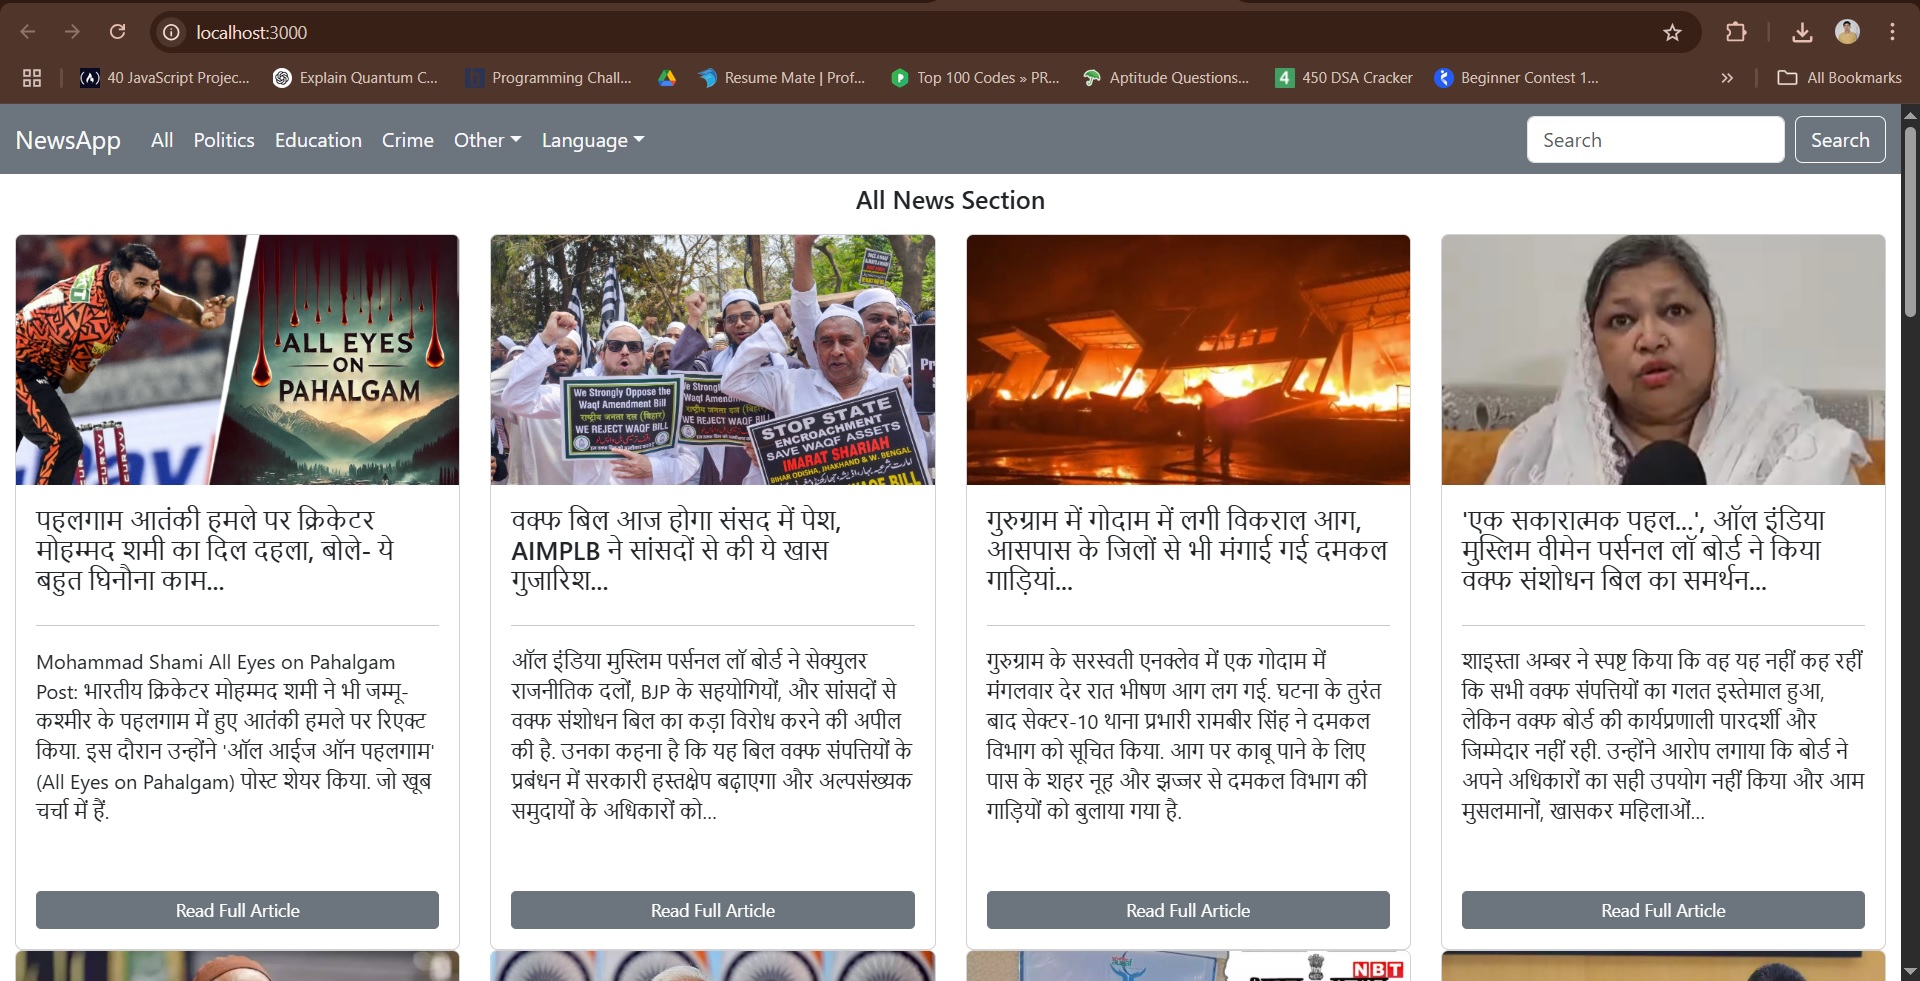 localhost:3000
40 JavaScript Projec...
Explain Quantum C...
Programming Chall...
Resume Mate | Prof...
Top 100 Codes » PR...
Aptitude Questions...
450 DSA Cracker
Beginner Contest 1...
All Bookmarks
NewsApp
All
Politics
Education
Crime
Other
Language
Search
Search
All News Section
ALL EYES
ON
PAHALGAM
पहलगाम आतंकी हमले पर क्रिकेटर
मोहम्मद शमी का दिल दहला, बोले- ये
बहुत घिनौना काम...
Mohammad Shami All Eyes on Pahalgam
Post: भारतीय क्रिकेटर मोहम्मद शमी ने भी जम्मू-
कश्मीर के पहलगाम में हुए आतंकी हमले पर रिएक्ट
किया. इस दौरान उन्होंने 'ऑल आईज ऑन पहलगाम'
(All Eyes on Pahalgam) पोस्ट शेयर किया. जो खूब
चर्चा में हैं.
Read Full Article
We Strongly Oppose the
Waqf Amendment Bill
राष्ट्रीय जनता दल (बिहार)
WE REJECT WAQF BILL
WE REJECT WAQF
STOP STATE
ENCROACHMENT
SAVE WAQF ASSETS
IMARAT SHARIAH
BIHAR ODISHA, JHAKHAND & W. BENGAL
वक्फ बिल आज होगा संसद में पेश,
AIMPLB ने सांसदों से की ये खास
गुजारिश...
ऑल इंडिया मुस्लिम पर्सनल लॉ बोर्ड ने सेक्युलर
राजनीतिक दलों, BJP के सहयोगियों, और सांसदों से
वक्फ संशोधन बिल का कड़ा विरोध करने की अपील
की है. उनका कहना है कि यह बिल वक्फ संपत्तियों के
प्रबंधन में सरकारी हस्तक्षेप बढ़ाएगा और अल्पसंख्यक
समुदायों के अधिकारों को...
Read Full Article
गुरुग्राम में गोदाम में लगी विकराल आग,
आसपास के जिलों से भी मंगाई गई दमकल
गाड़ियां...
गुरुग्राम के सरस्वती एनक्लेव में एक गोदाम में
मंगलवार देर रात भीषण आग लग गई. घटना के तुरंत
बाद सेक्टर-10 थाना प्रभारी रामबीर सिंह ने दमकल
विभाग को सूचित किया. आग पर काबू पाने के लिए
पास के शहर नूह और झज्जर से दमकल विभाग की
गाड़ियों को बुलाया गया है.
Read Full Article
'एक सकारात्मक पहल...', ऑल इंडिया
मुस्लिम वीमेन पर्सनल लॉ बोर्ड ने किया
वक्फ संशोधन बिल का समर्थन...
शाइस्ता अम्बर ने स्पष्ट किया कि वह यह नहीं कह रहीं
कि सभी वक्फ संपत्तियों का गलत इस्तेमाल हुआ,
लेकिन वक्फ बोर्ड की कार्यप्रणाली पारदर्शी और
जिम्मेदार नहीं रही. उन्होंने आरोप लगाया कि बोर्ड ने
अपने अधिकारों का सही उपयोग नहीं किया और आम
मुसलमानों, खासकर महिलाओं...
Read Full Article
NBT